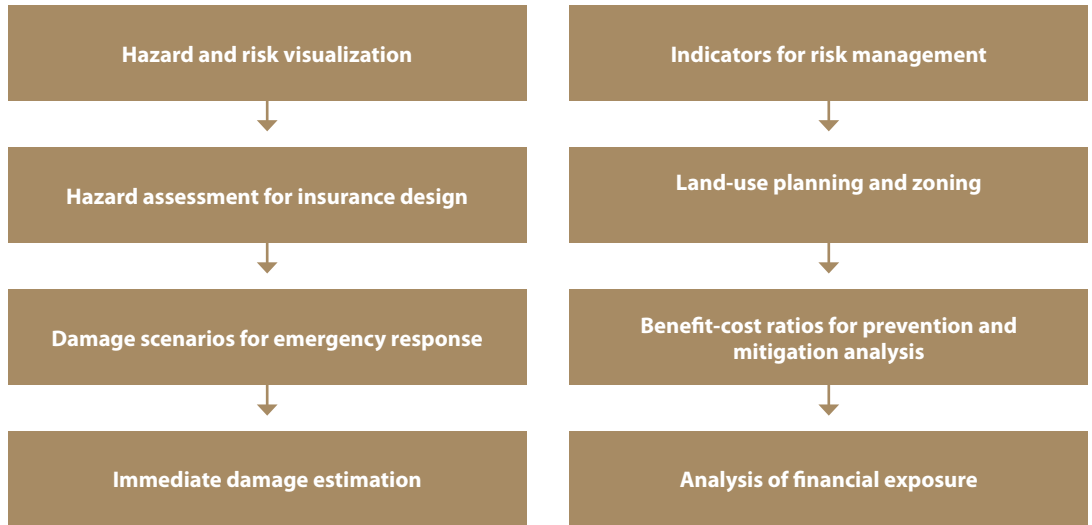 Hazard and risk visualization
Hazard assessment for insurance design
Damage scenarios for emergency response
Immediate damage estimation
Indicators for risk management
Land-use planning and zoning
Benefit-cost ratios for prevention and
mitigation analysis
Analysis of financial exposure